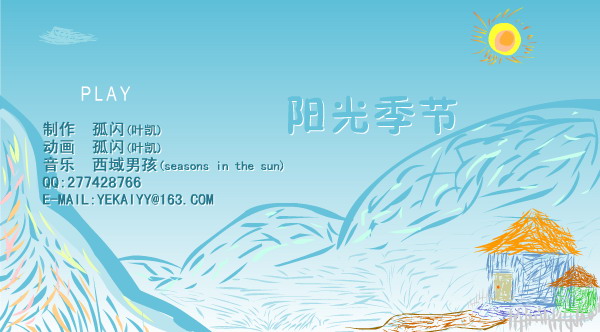 PLAY
阳光季节
制作 孤闪(叶凯)
动画 孤闪(叶凯)
音乐 西域男孩(seasons in the sun)
QQ:277428766
E-MAIL:YEKAIYY@163.COM